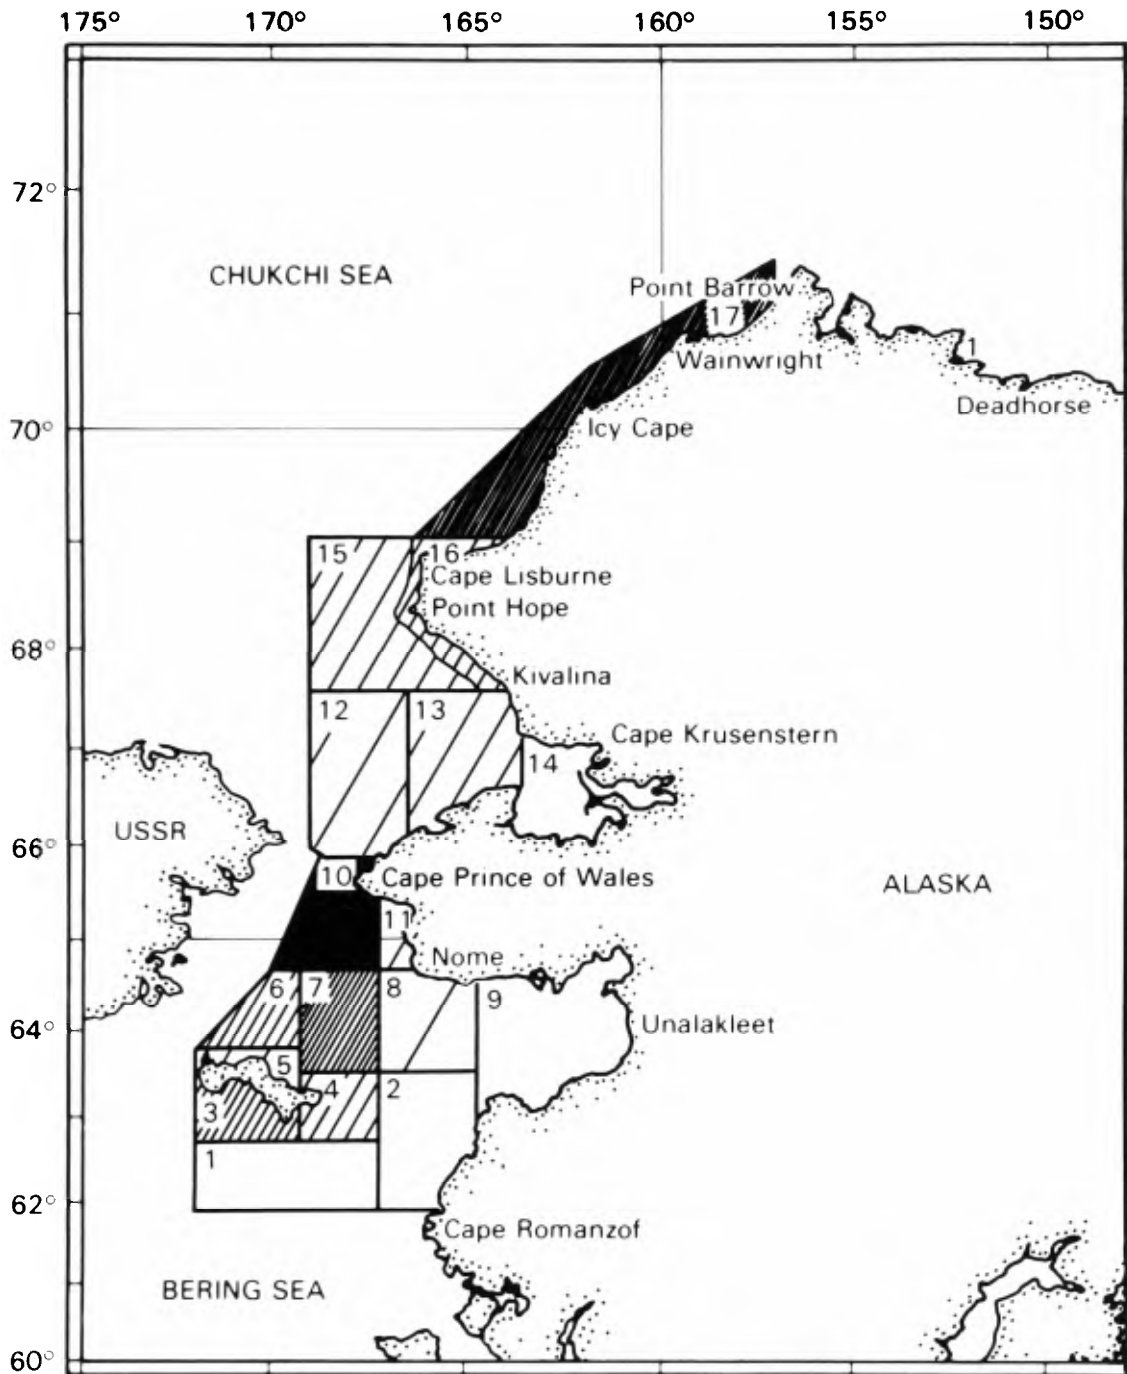 175° 170° 165° 160° 155° 150°
72°
CHUKCHI SEA
Point Barrow
17
Wainwright
1
Deadhorse
70°
Icy Cape
15 16
Cape Lisburne
Point Hope
68°
Kivalina
12 13
Cape Krusenstern
14
USSR
66°
10 Cape Prince of Wales
ALASKA
11
Nome
6 7 8 9
64°
Unalakleet
5
4 2
3
1
62°
Cape Romanzof
BERING SEA
60°